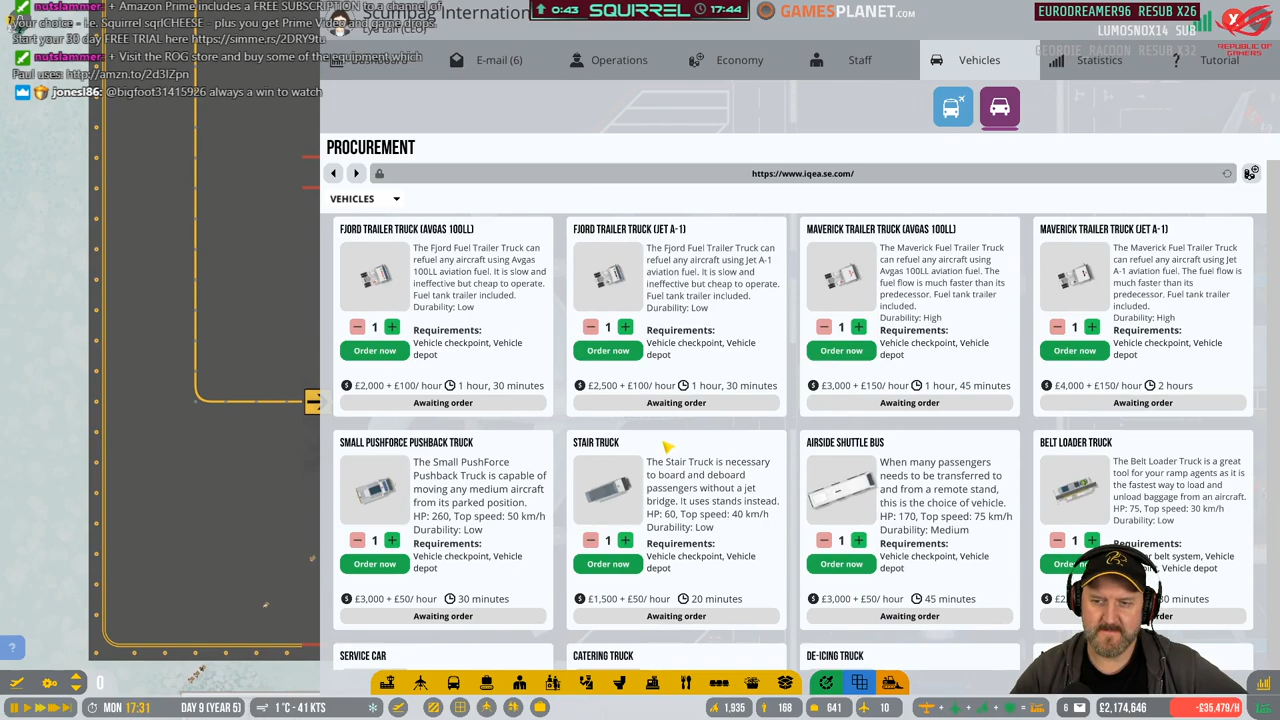 nutslammer: + Amazon Prime includes a FREE SUBSCRIPTION to a channel of
your choice - i.e, Squirrel sqrlCHEESE - plus you get Prime Video and game drops.
Start your 30 day FREE TRIAL here https://simme.rs/2DRY9tu
nutslammer: + Visit the ROG store and buy some of the equipment which
Paul uses: http://amzn.to/2d3IZpn
jonesl86: @bigfoot31415926 always a win to watch
International
Lyd Lan (CEO)
0:43 SQUIRREL 17:44
GAMESPLANET.COM
EURODREAMER96 RESUB X26
LUMOSNOX14 SUB
GEORDIE_RACOON RESUB X32
REPUBLIC OF
GAMERS
E-mail (6)
Operations
Economy
Staff
Vehicles
Statistics
Tutorial
PROCUREMENT
https://www.iqea.se.com/
VEHICLES
FJORD TRAILER TRUCK (AVGAS 100LL)
The Fjord Fuel Trailer Truck can
refuel any aircraft using Avgas
100LL aviation fuel. It is slow and
ineffective but cheap to operate.
Fuel tank trailer included.
Durability: Low
1
Requirements:
Order now
Vehicle checkpoint, Vehicle
depot
£2,000 + £100/ hour 1 hour, 30 minutes
Awaiting order
FJORD TRAILER TRUCK (JET A-1)
The Fjord Fuel Trailer Truck can
refuel any aircraft using Jet A-1
aviation fuel. It is slow and
ineffective but cheap to operate.
Fuel tank trailer included.
Durability: Low
1
Requirements:
Order now
Vehicle checkpoint, Vehicle
depot
£2,500 + £100/ hour 1 hour, 30 minutes
Awaiting order
MAVERICK TRAILER TRUCK (AVGAS 100LL)
The Maverick Fuel Trailer Truck
can refuel any aircraft using
Avgas 100LL aviation fuel. The
fuel flow is much faster than its
predecessor. Fuel tank trailer
included.
Durability: High
1
Requirements:
Order now
Vehicle checkpoint, Vehicle
depot
£3,000 + £150/ hour 1 hour, 45 minutes
Awaiting order
MAVERICK TRAILER TRUCK (JET A-1)
The Maverick Fuel Trailer Truck
can refuel any aircraft using Jet
A-1 aviation fuel. The fuel flow is
much faster than its
predecessor. Fuel tank trailer
included.
Durability: High
1
Requirements:
Order now
Vehicle checkpoint, Vehicle
depot
£4,000 + £150/ hour 2 hours
Awaiting order
SMALL PUSHFORCE PUSHBACK TRUCK
The Small PushForce
Pushback Truck is capable of
moving any medium aircraft
from its parked position.
HP: 260, Top speed: 50 km/h
Durability: Low
1
Requirements:
Order now
Vehicle checkpoint, Vehicle
depot
£3,000 + £50/ hour 30 minutes
Awaiting order
STAIR TRUCK
The Stair Truck is necessary
to board and deboard
passengers without a jet
bridge. It uses stands instead.
HP: 60, Top speed: 40 km/h
Durability: Low
1
Requirements:
Order now
Vehicle checkpoint, Vehicle
depot
£1,500 + £50/ hour 20 minutes
Awaiting order
AIRSIDE SHUTTLE BUS
When many passengers
needs to be transferred to
and from a remote stand,
this is the choice of vehicle.
HP: 170, Top speed: 75 km/h
Durability: Medium
1
Requirements:
Order now
Vehicle checkpoint, Vehicle
depot
£3,000 + £50/ hour 45 minutes
Awaiting order
BELT LOADER TRUCK
The Belt Loader Truck is a great
tool for your ramp agents as it is
the fastest way to load and
unload baggage from an aircraft.
HP: 75, Top speed: 30 km/h
Durability: Low
1
Order
belt system, Vehicle
Vehicle
depot
minutes
order
SERVICE CAR
CATERING TRUCK
DE-ICING TRUCK
?
0
MON 17:31
DAY 9 (YEAR 5)
1 °C - 41 KTS
1,935
168
641
10
6
£2,174,646
-£35,479/H